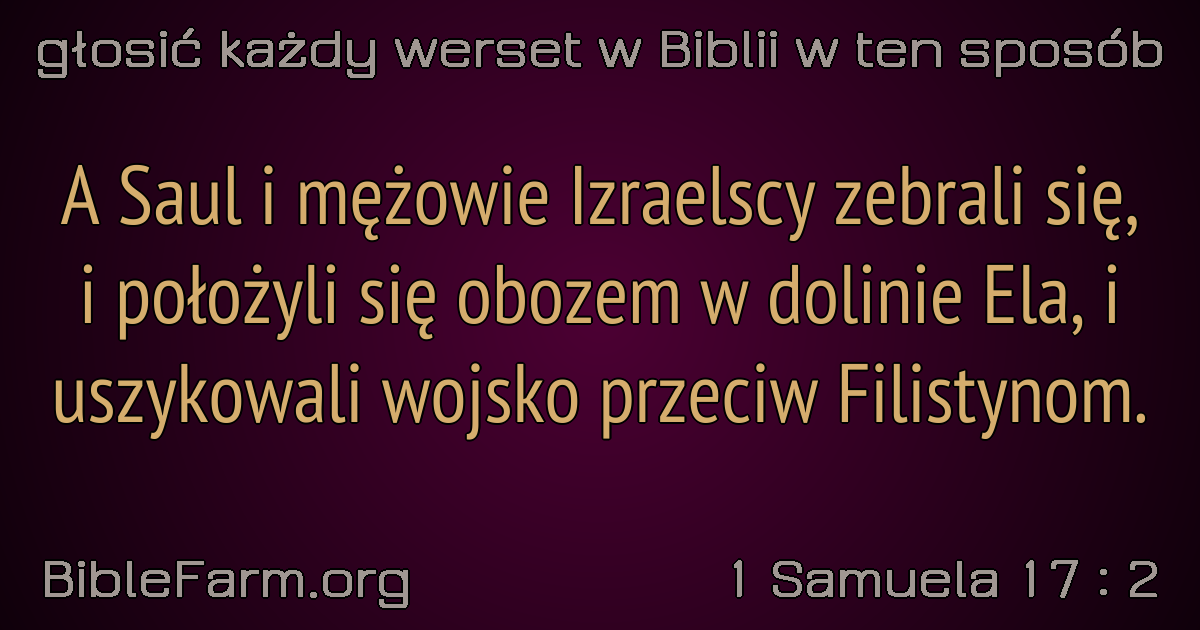 głosić każdy werset w Biblii w ten sposób
A Saul i mężowie Izraelscy zebrali się,
i położyli się obozem w dolinie Ela, i
uszykowali wojsko przeciw Filistynom.
BibleFarm.org
1 Samuela 17 : 2